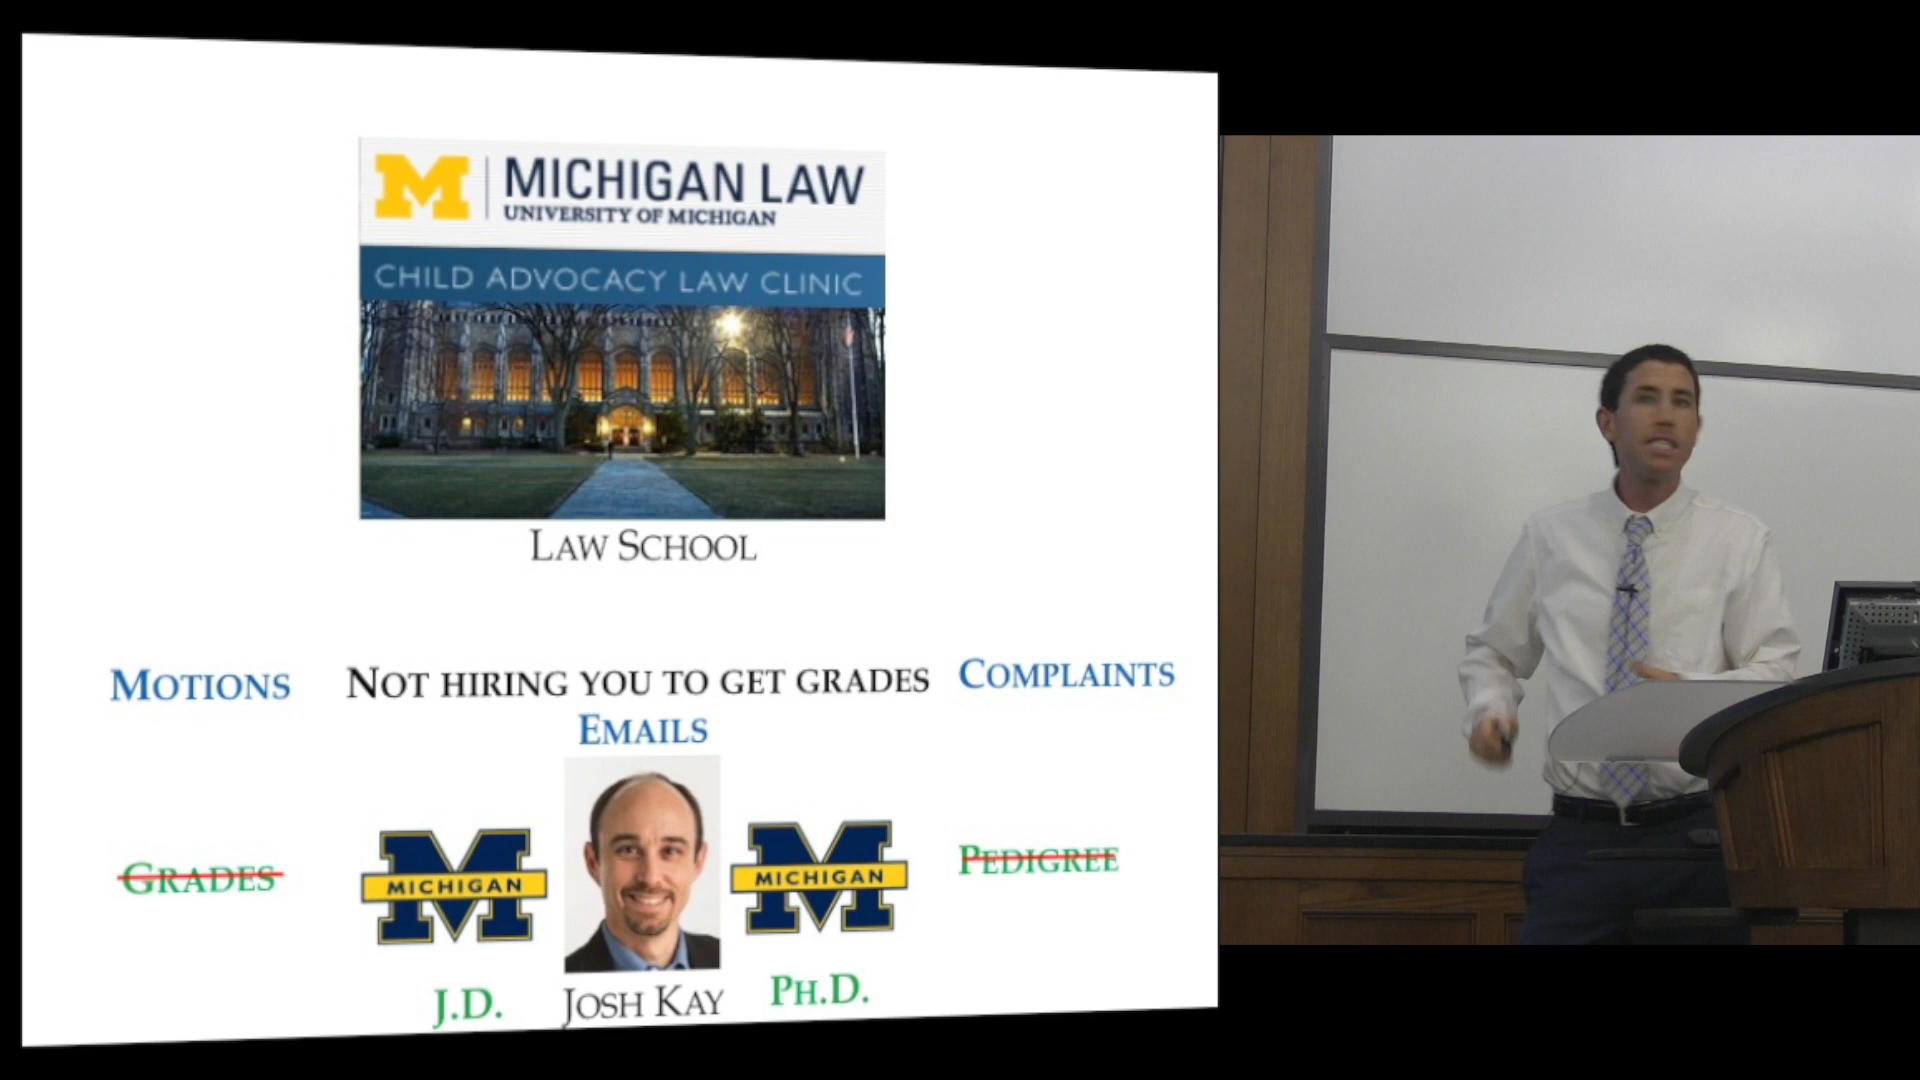 MICHIGAN LAW
UNIVERSITY OF MICHIGAN
CHILD ADVOCACY LAW CLINIC
LAW SCHOOL
MOTIONS NOT HIRING YOU TO GET GRADES COMPLAINTS
EMAILS
GRADES MICHIGAN MICHIGAN PEDIGREE
J.D. JOSH KAY PH.D.